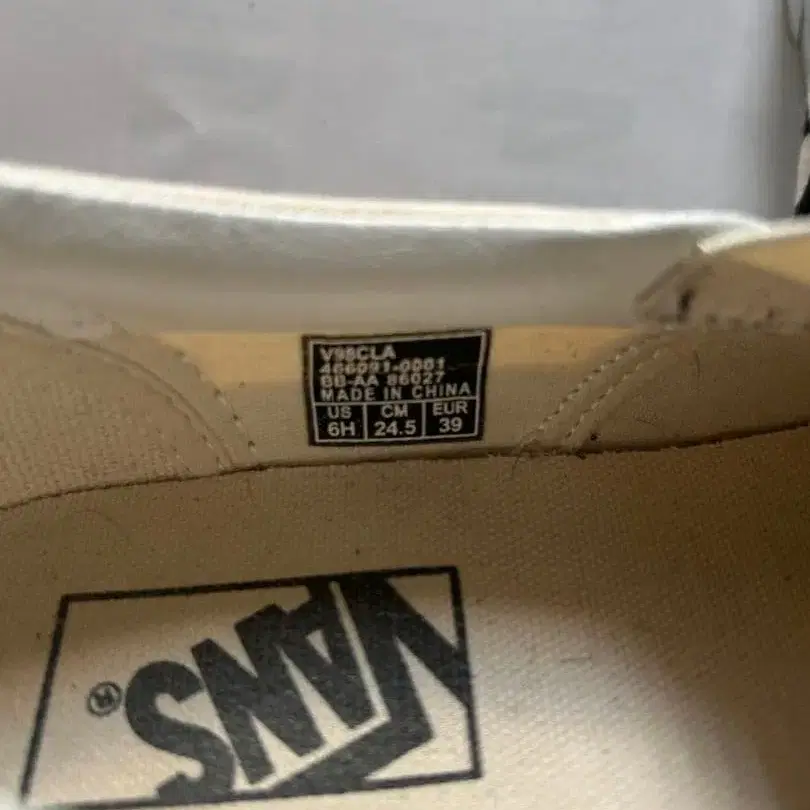 V98CLA
466091-0001
BB-AA 86027
MADE IN CHINA
US CM EUR
6H 24.5 39
VANS
®